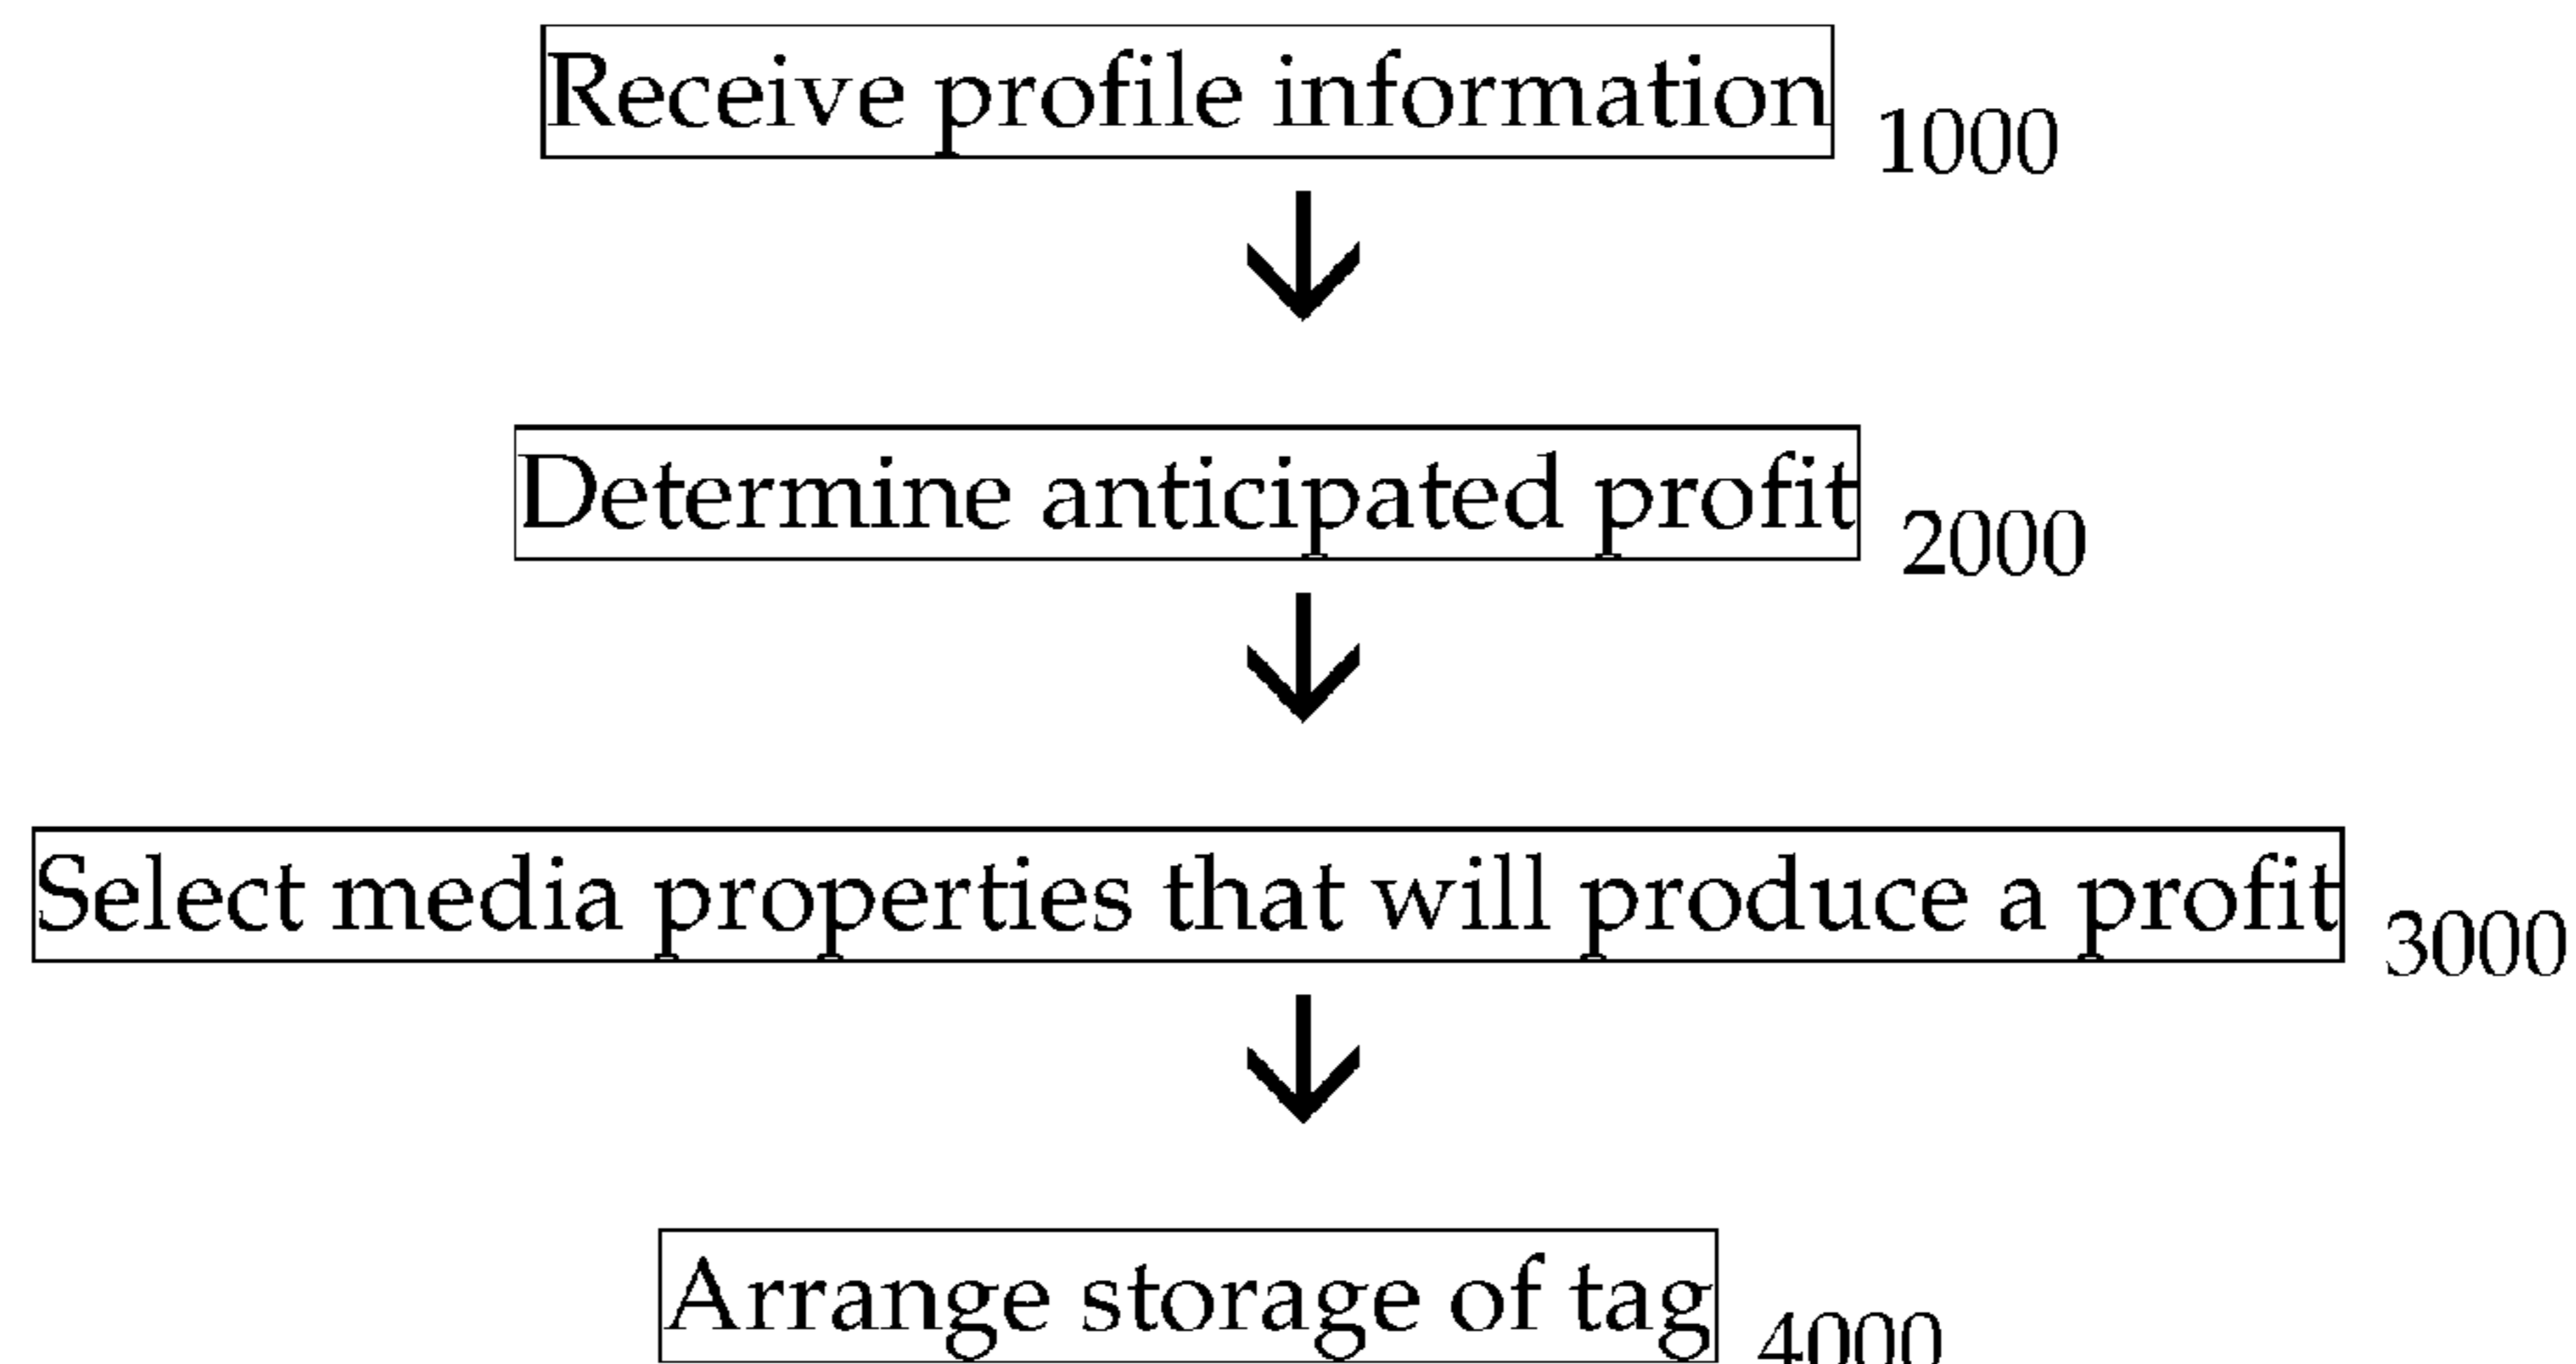 Receive profile information 1000
Determine anticipated profit 2000
Select media properties that will produce a profit 3000
Arrange storage of tag 4000